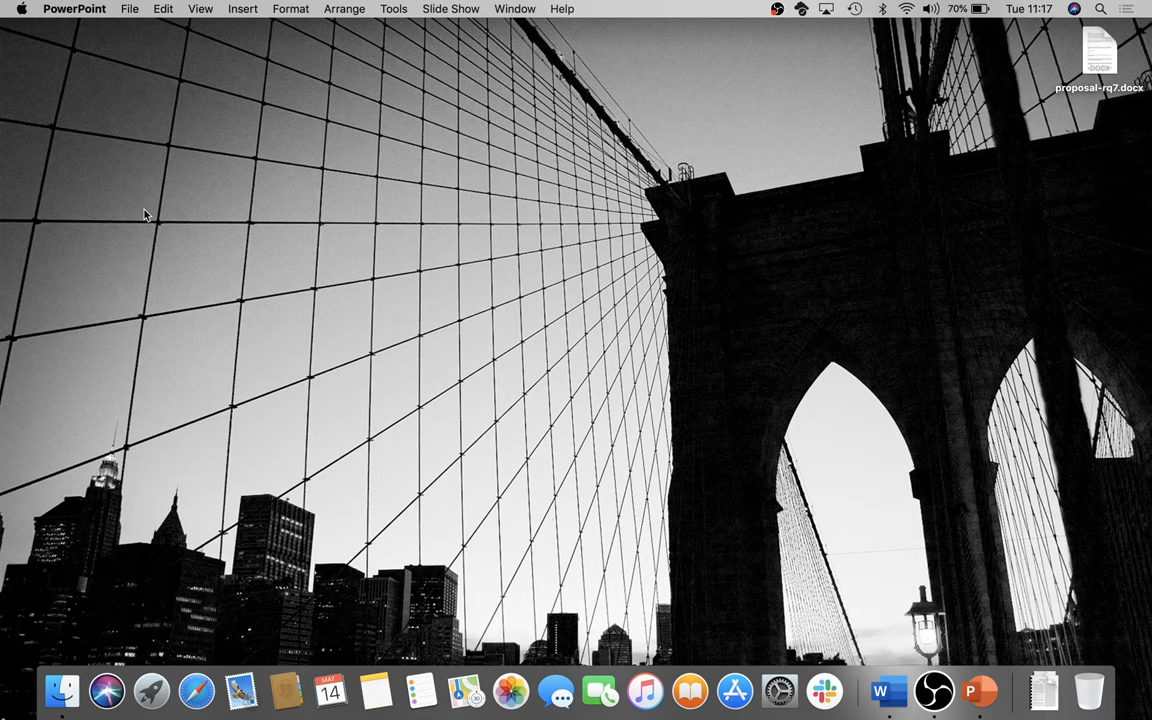 PowerPoint File Edit View Insert Format Arrange Tools Slide Show Window Help 70% Tue 11:17
DOCX
proposal-rq7.docx
MAY
14
W
P